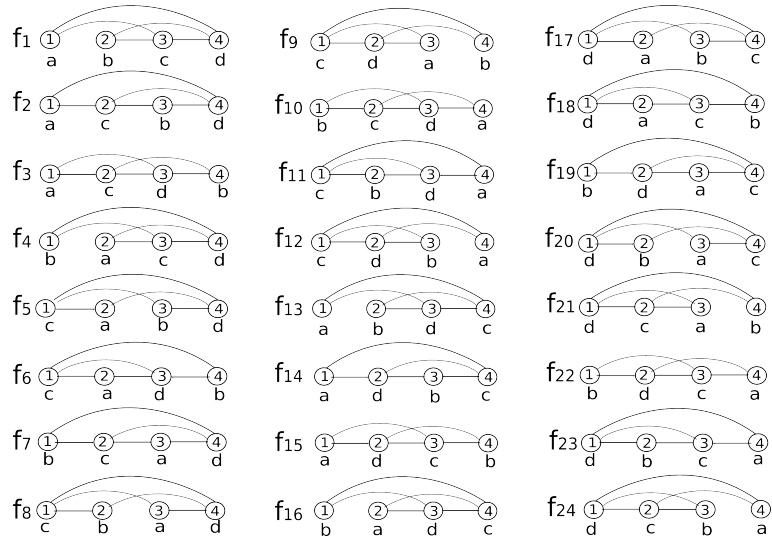 f1 1 2 3 4
a b c d
f2 1 2 3 4
a c b d
f3 1 2 3 4
a c d b
f4 1 2 3 4
b a c d
f5 1 2 3 4
c a b d
f6 1 2 3 4
c a d b
f7 1 2 3 4
b c a d
f8 1 2 3 4
c b a d
f9 1 2 3 4
c d a b
f10 1 2 3 4
b c d a
f11 1 2 3 4
c b d a
f12 1 2 3 4
c d b a
f13 1 2 3 4
a b d c
f14 1 2 3 4
a d b c
f15 1 2 3 4
a d c b
f16 1 2 3 4
b a d c
f17 1 2 3 4
d a b c
f18 1 2 3 4
d a c b
f19 1 2 3 4
b d a c
f20 1 2 3 4
d b a c
f21 1 2 3 4
d c a b
f22 1 2 3 4
b d c a
f23 1 2 3 4
d b c a
f24 1 2 3 4
d c b a